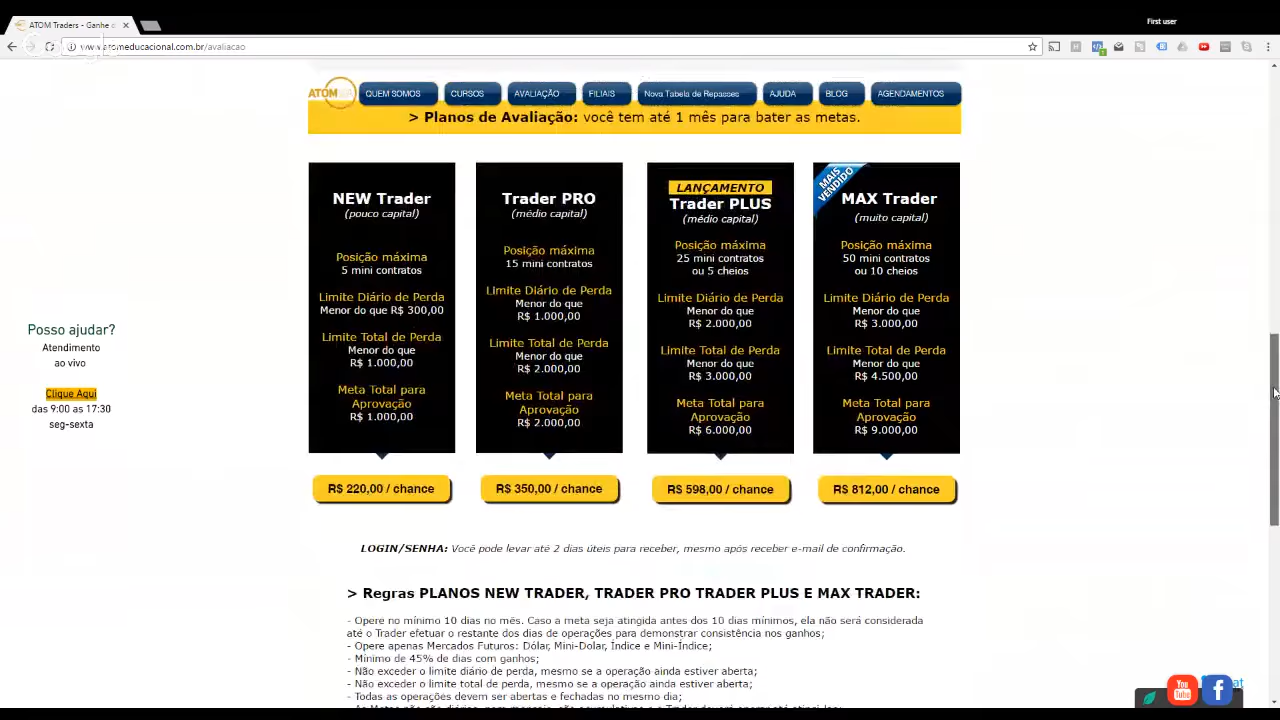 ATOM Traders - Ganhe
First user
www.atomeducacional.com.br/avaliacao
ATOM
QUEM SOMOS
CURSOS
AVALIAÇÃO
FILIAIS
Nova Tabela de Repasses
AJUDA
BLOG
AGENDAMENTOS
> Planos de Avaliação: você tem até 1 mês para bater as metas.
NEW Trader
(pouco capital)
Posição máxima
5 mini contratos
Limite Diário de Perda
Menor do que R$ 300,00
Limite Total de Perda
Menor do que
R$ 1.000,00
Meta Total para
Aprovação
R$ 1.000,00
R$ 220,00 / chance
Trader PRO
(médio capital)
Posição máxima
15 mini contratos
Limite Diário de Perda
Menor do que
R$ 1.000,00
Limite Total de Perda
Menor do que
R$ 2.000,00
Meta Total para
Aprovação
R$ 2.000,00
R$ 350,00 / chance
LANÇAMENTO
Trader PLUS
(médio capital)
Posição máxima
25 mini contratos
ou 5 cheios
Limite Diário de Perda
Menor do que
R$ 2.000,00
Limite Total de Perda
Menor do que
R$ 3.000,00
Meta Total para
Aprovação
R$ 6.000,00
R$ 598,00 / chance
MAIS
VENDIDO
MAX Trader
(muito capital)
Posição máxima
50 mini contratos
ou 10 cheios
Limite Diário de Perda
Menor do que
R$ 3.000,00
Limite Total de Perda
Menor do que
R$ 4.500,00
Meta Total para
Aprovação
R$ 9.000,00
R$ 812,00 / chance
Posso ajudar?
Atendimento
ao vivo
Clique Aqui
das 9:00 as 17:30
seg-sexta
LOGIN/SENHA: Você pode levar até 2 dias úteis para receber, mesmo após receber e-mail de confirmação.
> Regras PLANOS NEW TRADER, TRADER PRO TRADER PLUS E MAX TRADER:
- Opere no mínimo 10 dias no mês. Caso a meta seja atingida antes dos 10 dias mínimos, ela não será considerada
até o Trader efetuar o restante dos dias de operações para demonstrar consistência nos ganhos;
- Opere apenas Mercados Futuros: Dólar, Mini-Dolar, Índice e Mini-Índice;
- Mínimo de 45% de dias com ganhos;
- Não exceder o limite diário de perda, mesmo se a operação ainda estiver aberta;
- Não exceder o limite total de perda, mesmo se a operação ainda estiver aberta;
- Todas as operações devem ser abertas e fechadas no mesmo dia;
You
Tube